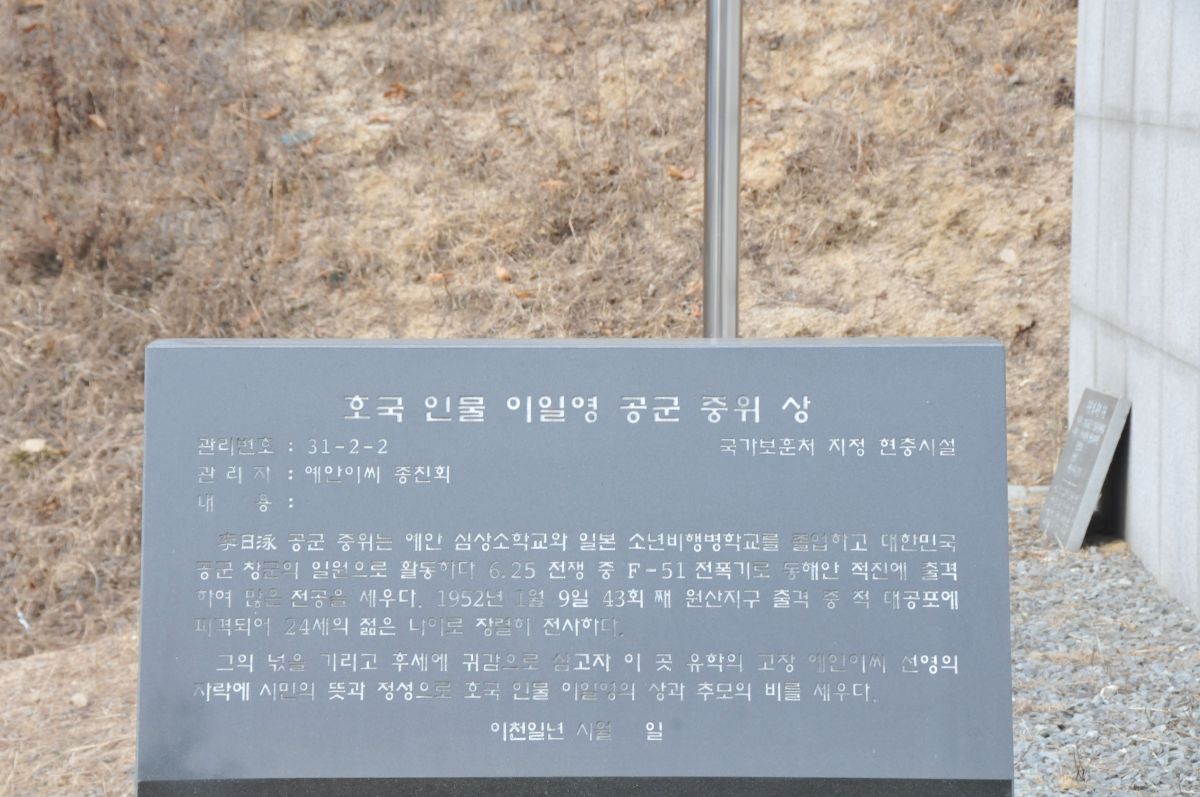 호국 인물 이일영 공군 중위 상
관리번호 : 31-2-2 국가보훈처 지정 현충시설
관 리 자 : 예안이씨 종친회
내 용 :
李日泳 공군 중위는 예안 심상소학교와 일본 소년비행병학교를 졸업하고 대한민국
공군 창군의 일원으로 활동하다 6.25 전쟁 중 F-51 전폭기로 동해안 적진에 출격
하여 많은 전공을 세우다. 1952년 1월 9일 43회 째 원산지구 출격 중 적 대공포에
피격되어 24세의 젊은 나이로 장렬히 전사하다.
그의 넋을 기리고 후세에 귀감으로 삼고자 이 곳 유학의 고장 예안이씨 선영의
자락에 시민의 뜻과 정성으로 호국 인물 이일영의 상과 추모의 비를 세우다.
이천일년 시월 일